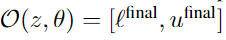 𝒪(z, θ) = [ℓ^final, u^final]